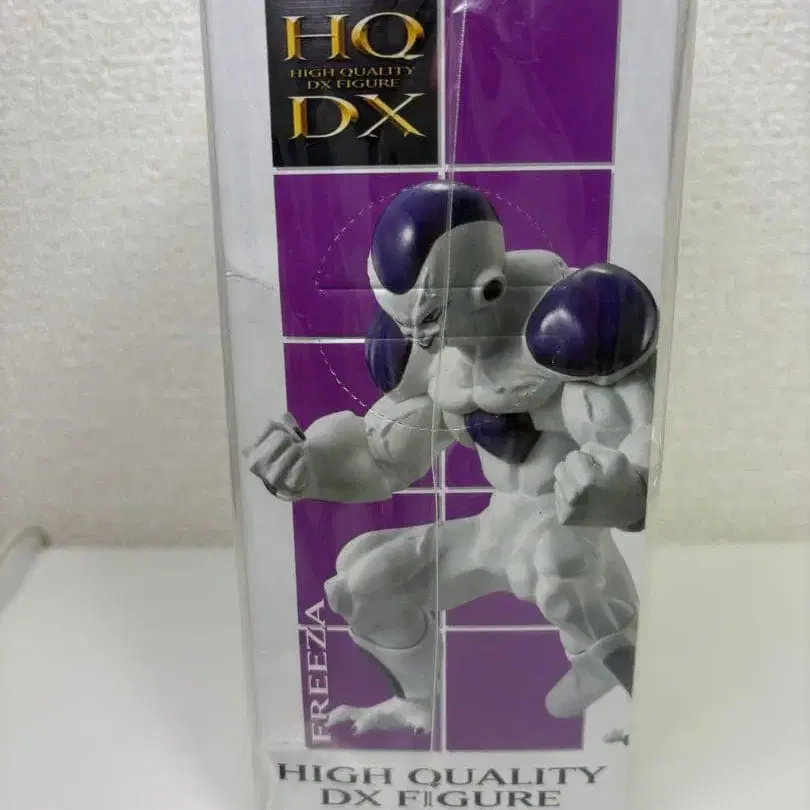 HQ
HIGH QUALITY
DX FIGURE
DX
FREEZA
HIGH QUALITY
DX FIGURE